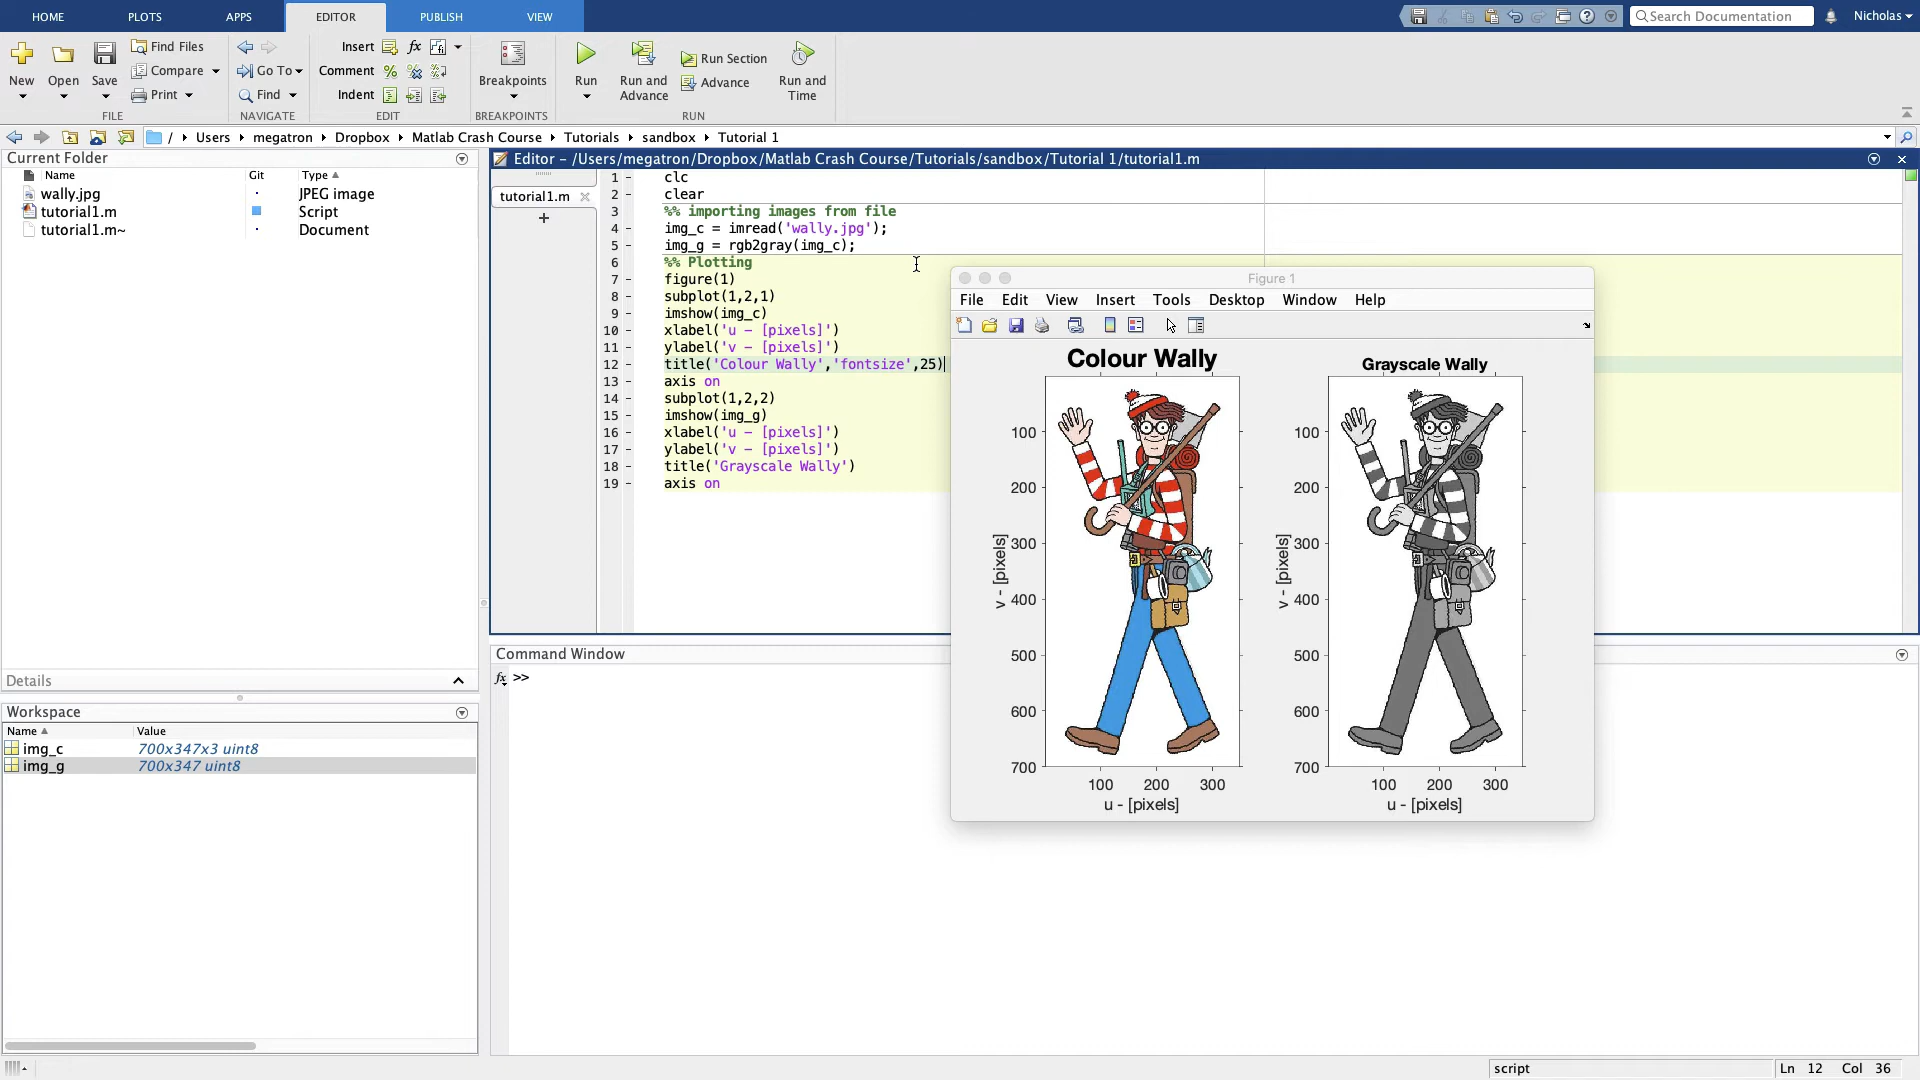 HOME PLOTS APPS EDITOR PUBLISH VIEW Search Documentation Nicholas
New Open Save Find Files Compare Print
FILE
Go To Find
NAVIGATE
Insert fx
Comment
Indent
EDIT
Breakpoints
BREAKPOINTS
Run Run and Advance Run Section Advance Run and Time
RUN
/ Users megatron Dropbox Matlab Crash Course Tutorials sandbox Tutorial 1
Current Folder
Name Git Type
wally.jpg JPEG image
tutorial1.m Script
tutorial1.m~ Document
Details
Workspace
Name Value
img_c 700x347x3 uint8
img_g 700x347 uint8
Editor - /Users/megatron/Dropbox/Matlab Crash Course/Tutorials/sandbox/Tutorial 1/tutorial1.m
tutorial1.m
+
1 - clc
2 - clear
3 %% importing images from file
4 - img_c = imread('wally.jpg');
5 - img_g = rgb2gray(img_c);
6 %% Plotting
7 - figure(1)
8 - subplot(1,2,1)
9 - imshow(img_c)
10 - xlabel('u - [pixels]')
11 - ylabel('v - [pixels]')
12 - title('Colour Wally','fontsize',25)
13 - axis on
14 - subplot(1,2,2)
15 - imshow(img_g)
16 - xlabel('u - [pixels]')
17 - ylabel('v - [pixels]')
18 - title('Grayscale Wally')
19 - axis on
Command Window
fx >>
Figure 1
File Edit View Insert Tools Desktop Window Help
Colour Wally
100
200
300
400
500
600
700
v - [pixels]
100 200 300
u - [pixels]
Grayscale Wally
100
200
300
400
500
600
700
v - [pixels]
100 200 300
u - [pixels]
script Ln 12 Col 36